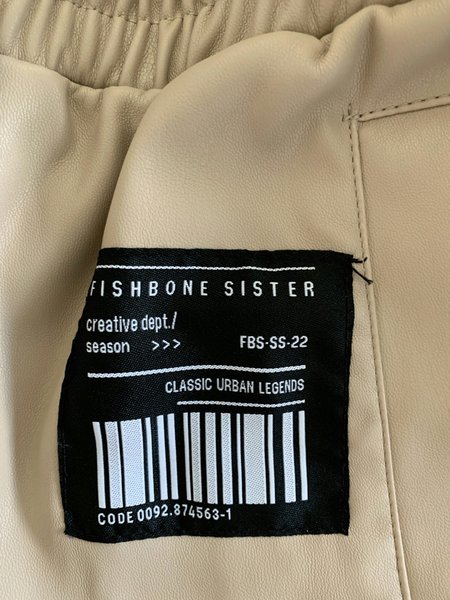 FISHBONE SISTER
creative dept./
season >>> FBS-SS-22
CLASSIC URBAN LEGENDS
CODE 0092.874563-1